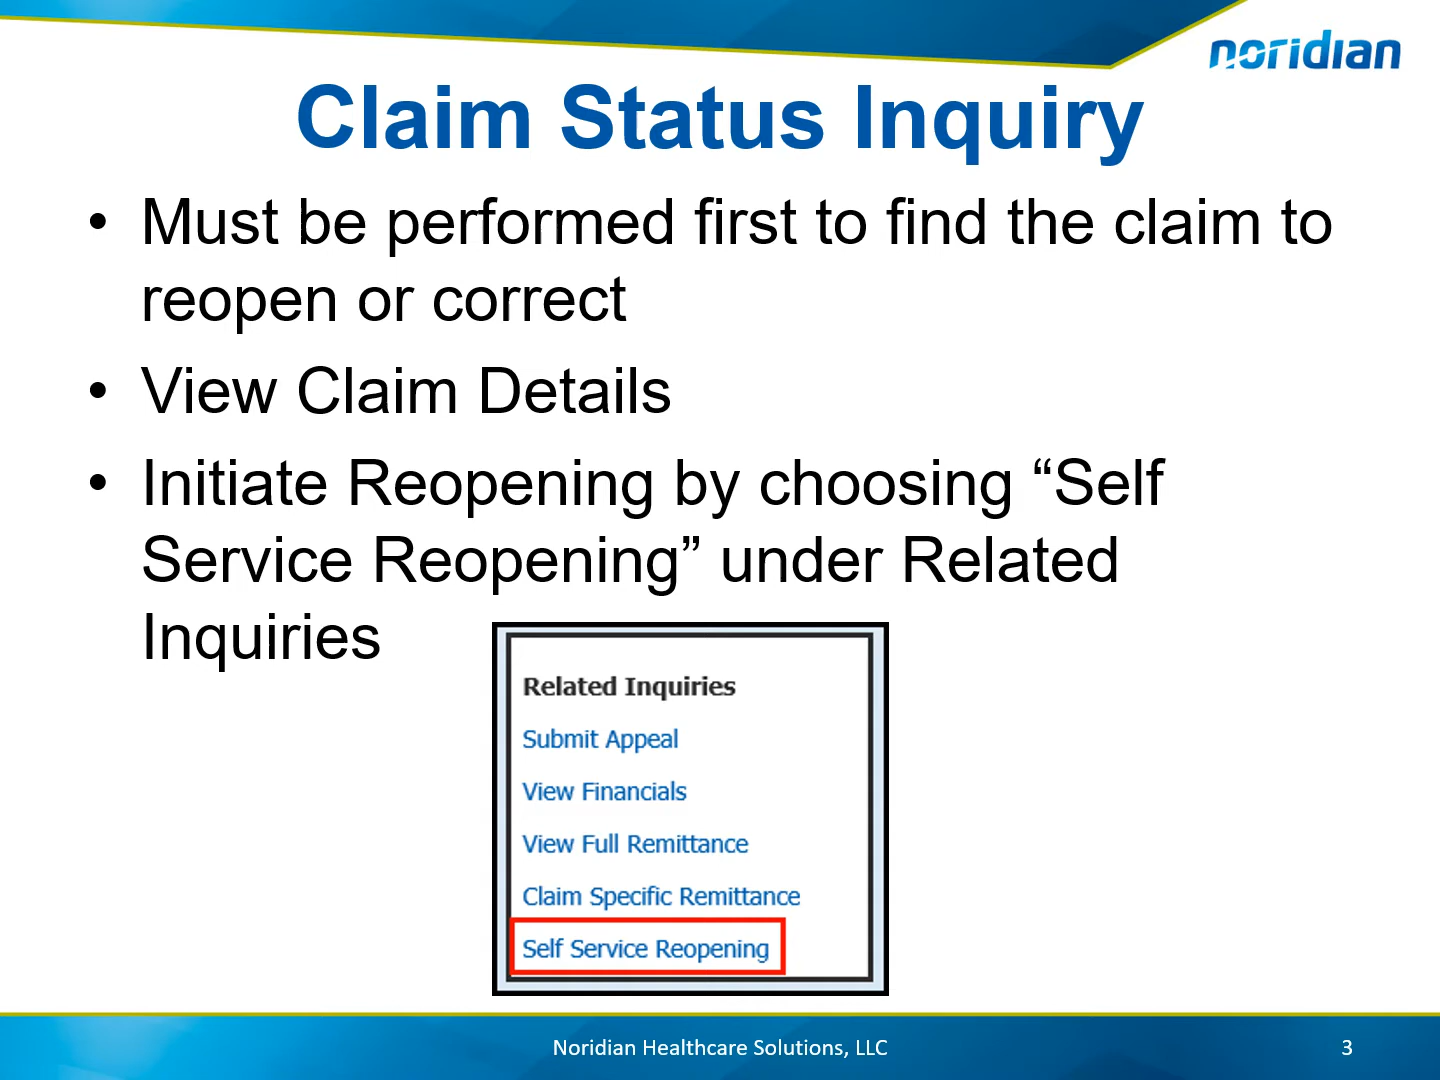 noridian
Claim Status Inquiry
• Must be performed first to find the claim to
reopen or correct
• View Claim Details
• Initiate Reopening by choosing “Self
Service Reopening” under Related
Inquiries
Related Inquiries
Submit Appeal
View Financials
View Full Remittance
Claim Specific Remittance
Self Service Reopening
Noridian Healthcare Solutions, LLC
3